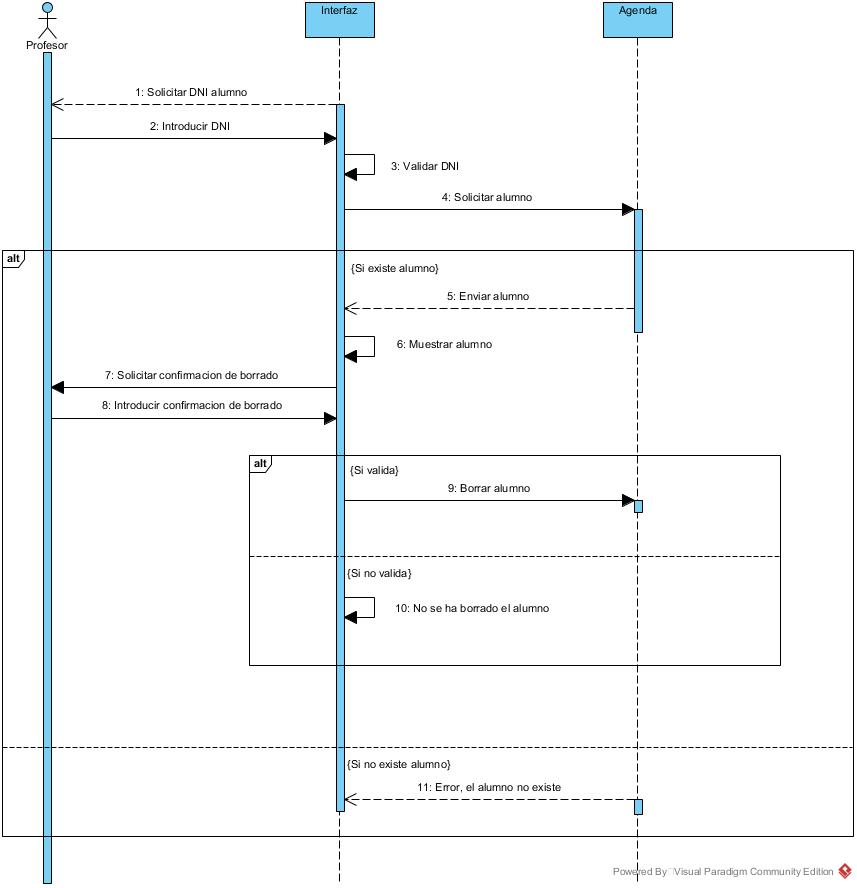 Interfaz
Agenda
Profesor
1: Solicitar DNI alumno
2: Introducir DNI
3: Validar DNI
4: Solicitar alumno
alt
{Si existe alumno}
5: Enviar alumno
6: Muestrar alumno
7: Solicitar confirmacion de borrado
8: Introducir confirmacion de borrado
alt
{Si valida}
9: Borrar alumno
{Si no valida}
10: No se ha borrado el alumno
{Si no existe alumno}
11: Error, el alumno no existe
Powered By Visual Paradigm Community Edition